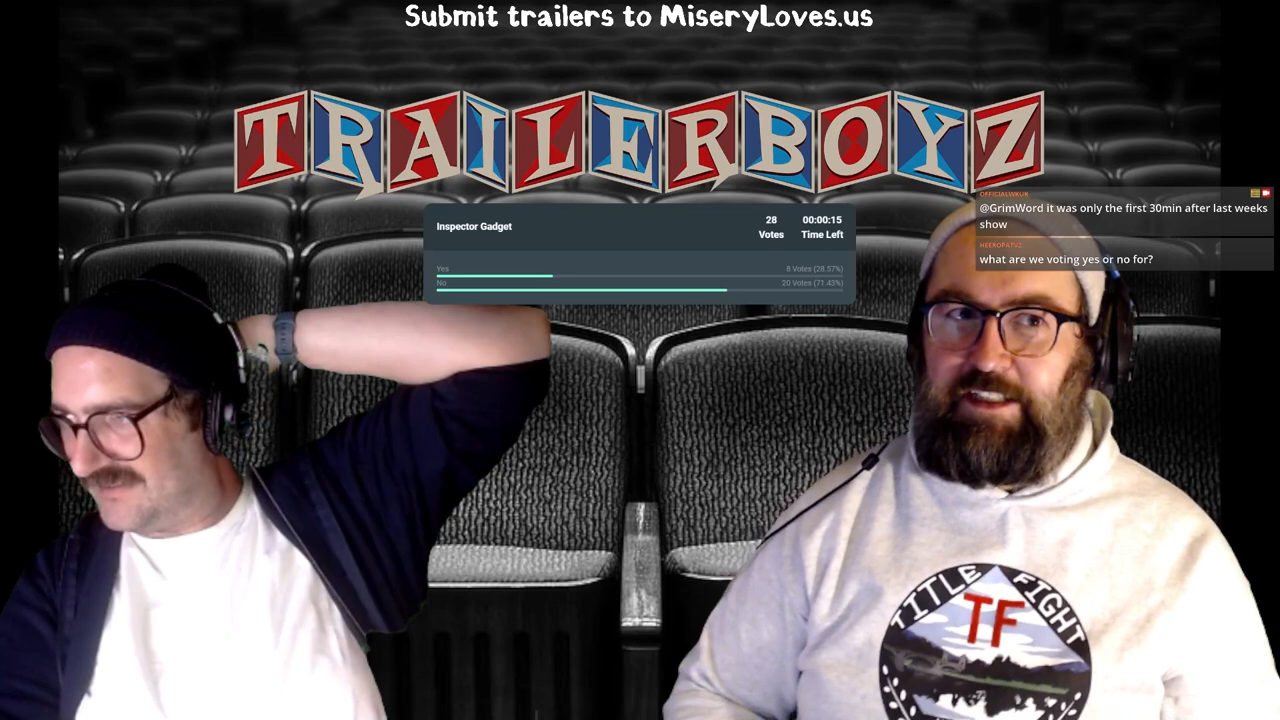 Submit trailers to MiseryLoves.us
TRAILERBOYZ
OFFICIALWKUK
@GrimWord it was only the first 30min after last weeks
show
HEEROPATV2
what are we voting yes or no for?
Inspector Gadget
28
Votes
00:00:15
Time Left
Yes
8 Votes (28.57%)
No
20 Votes (71.43%)
TITLE FIGHT
TF